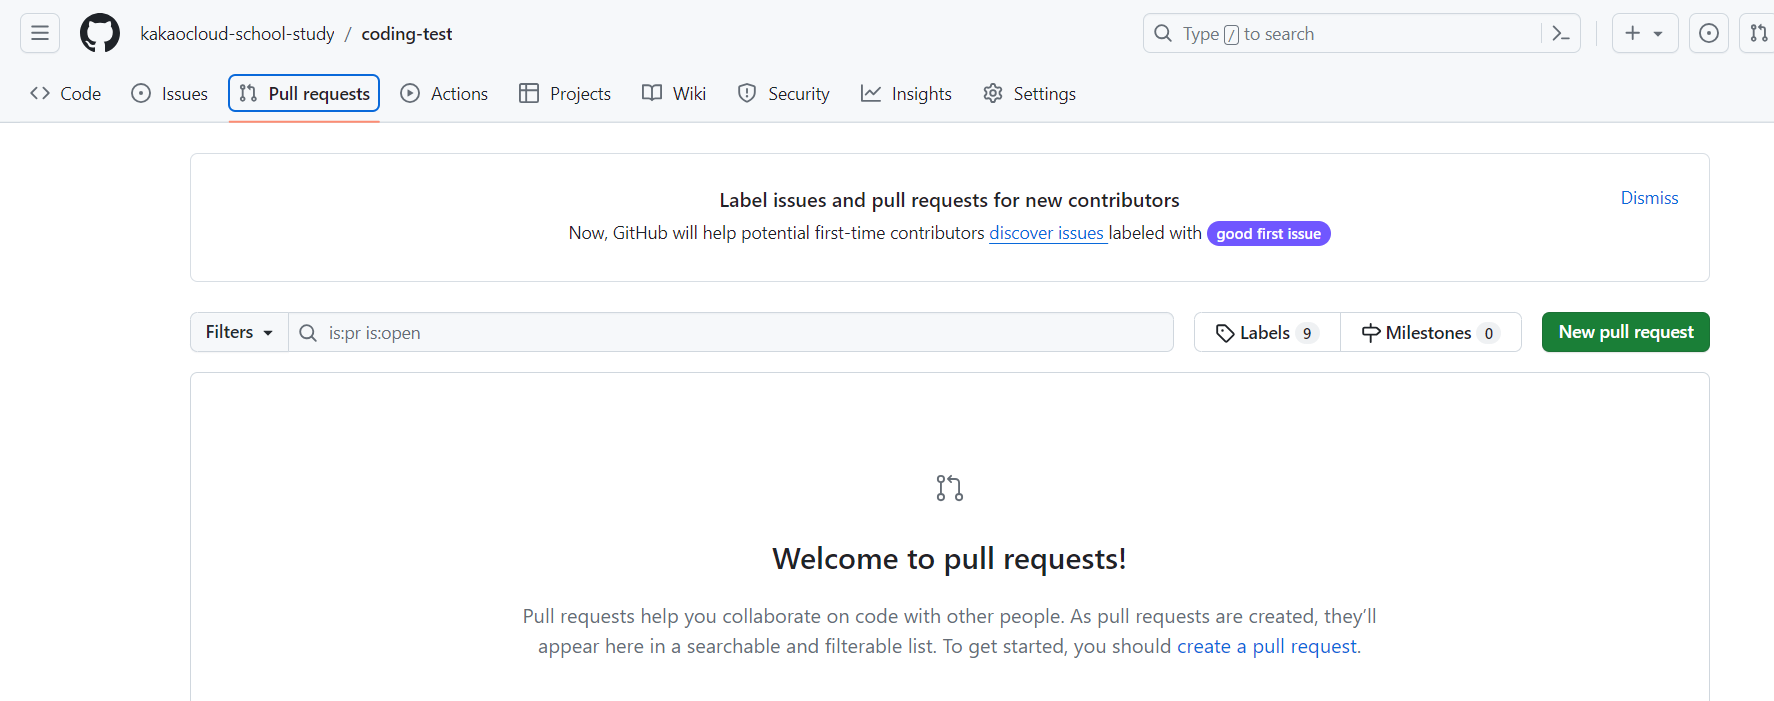 kakaocloud-school-study / coding-test
Type / to search
Code Issues Pull requests Actions Projects Wiki Security Insights Settings
Label issues and pull requests for new contributors
Dismiss
Now, GitHub will help potential first-time contributors discover issues labeled with good first issue
Filters is:pr is:open Labels 9 Milestones 0 New pull request
Welcome to pull requests!
Pull requests help you collaborate on code with other people. As pull requests are created, they’ll
appear here in a searchable and filterable list. To get started, you should create a pull request.